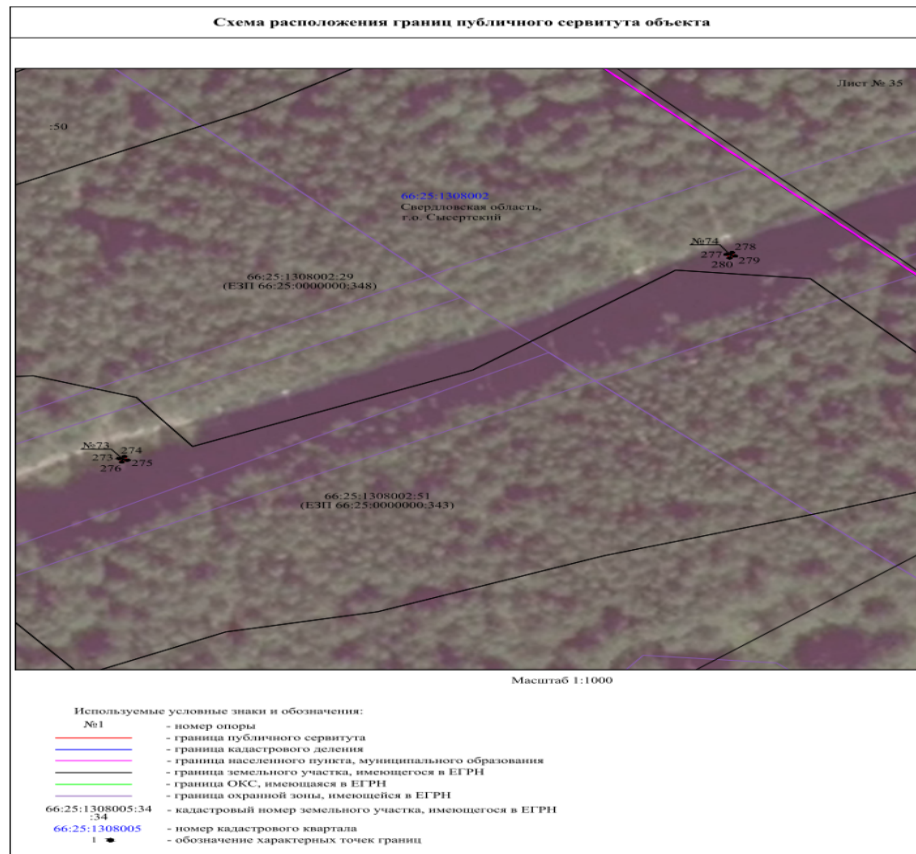 Схема расположения границ публичного сервитута объекта
Лист № 35
:50
66:25:1308002
Свердловская область,
г.о. Сысертский
№74
278
277
279
280
66:25:1308002:29
(ЕЗП 66:25:0000000:348)
№73
274
273
275
276
66:25:1308002:51
(ЕЗП 66:25:0000000:343)
Масштаб 1:1000
Используемые условные знаки и обозначения:
№1 - номер опоры
- граница публичного сервитута
- граница кадастрового деления
- граница населенного пункта, муниципального образования
- граница земельного участка, имеющегося в ЕГРН
- граница ОКС, имеющаяся в ЕГРН
- граница охранной зоны, имеющейся в ЕГРН
66:25:1308005:34 - кадастровый номер земельного участка, имеющегося в ЕГРН
:34
66:25:1308005 - номер кадастрового квартала
1 - обозначение характерных точек границ